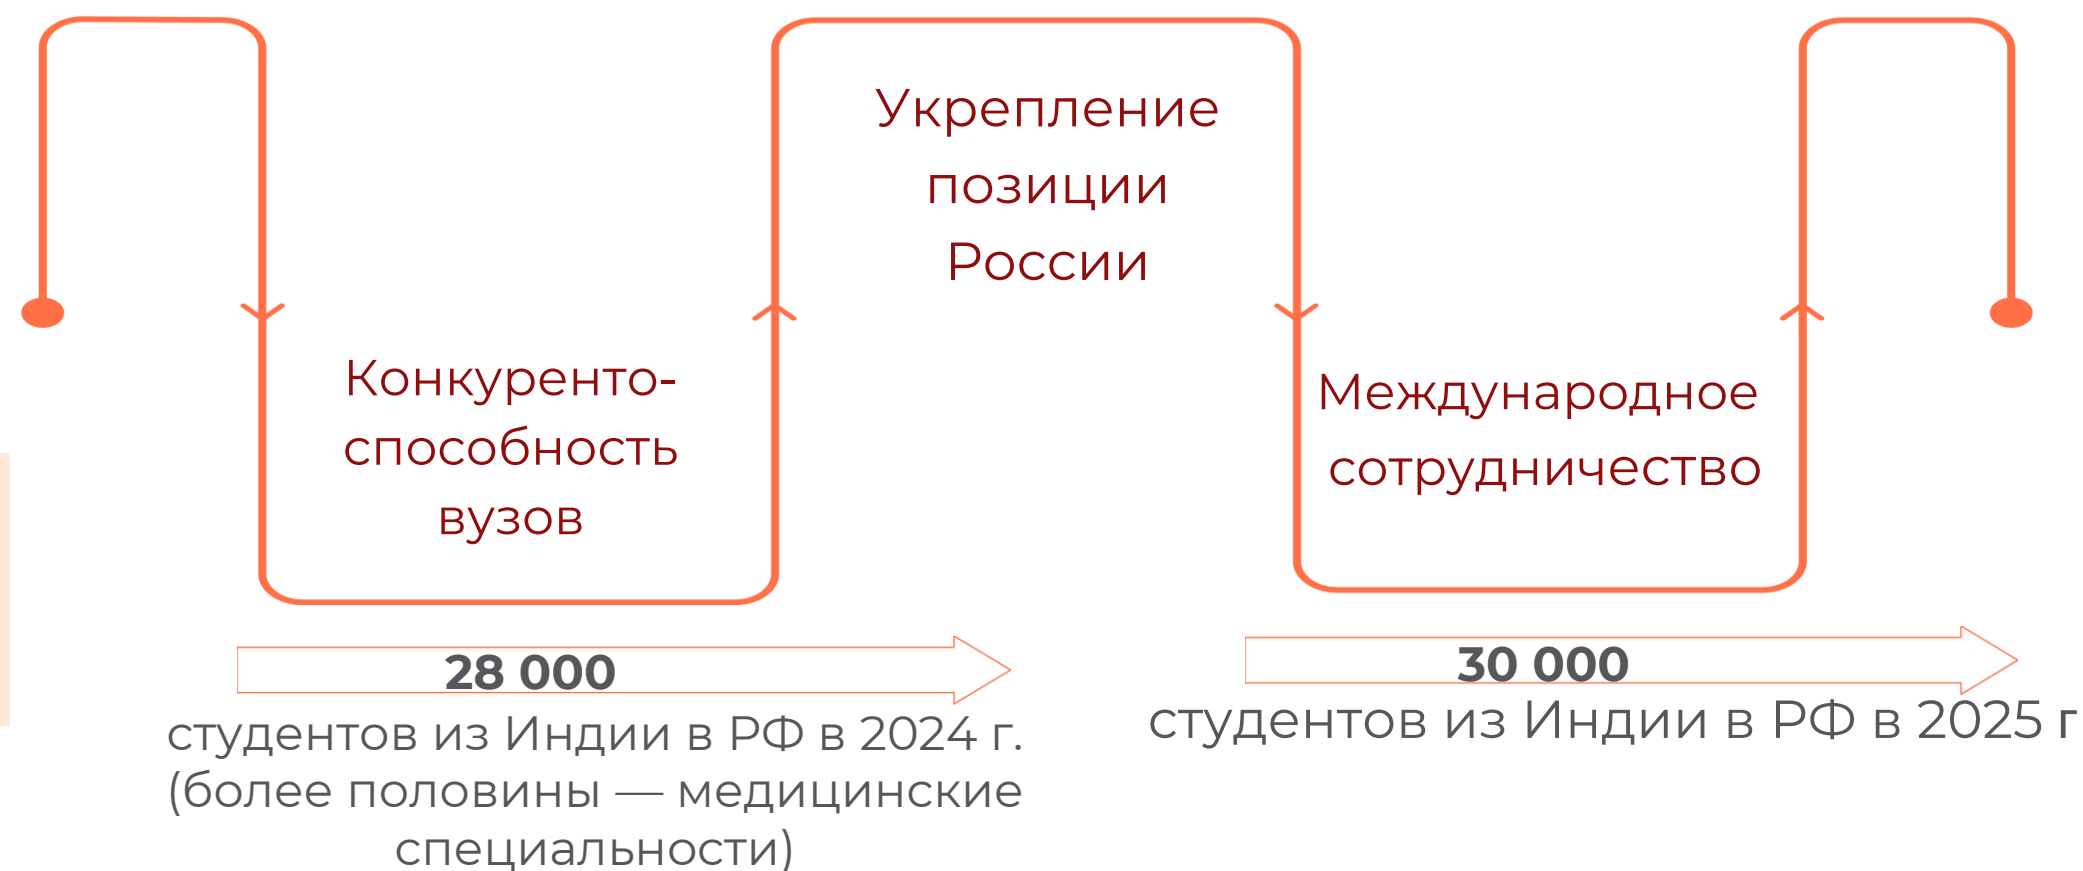 Укрепление
позиции
России
Конкуренто-
способность
вузов
Международное
сотрудничество
28 000
студентов из Индии в РФ в 2024 г.
(более половины — медицинские
специальности)
30 000
студентов из Индии в РФ в 2025 г